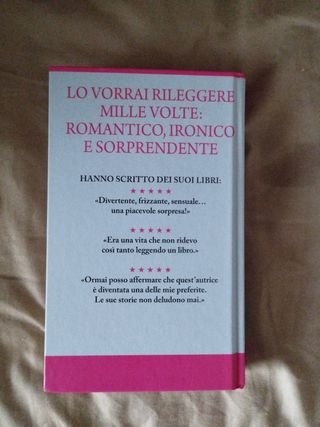 LO VORRAI RILEGGERE
MILLE VOLTE:
ROMANTICO, IRONICO
E SORPRENDENTE
HANNO SCRITTO DEI SUOI LIBRI:
★★★★★
«Divertente, frizzante, sensuale…
una piacevole sorpresa!»
★★★★★
«Era una vita che non ridevo
così tanto leggendo un libro.»
★★★★★
«Ormai posso affermare che quest'autrice
è diventata una delle mie preferite.
Le sue storie non deludono mai.»